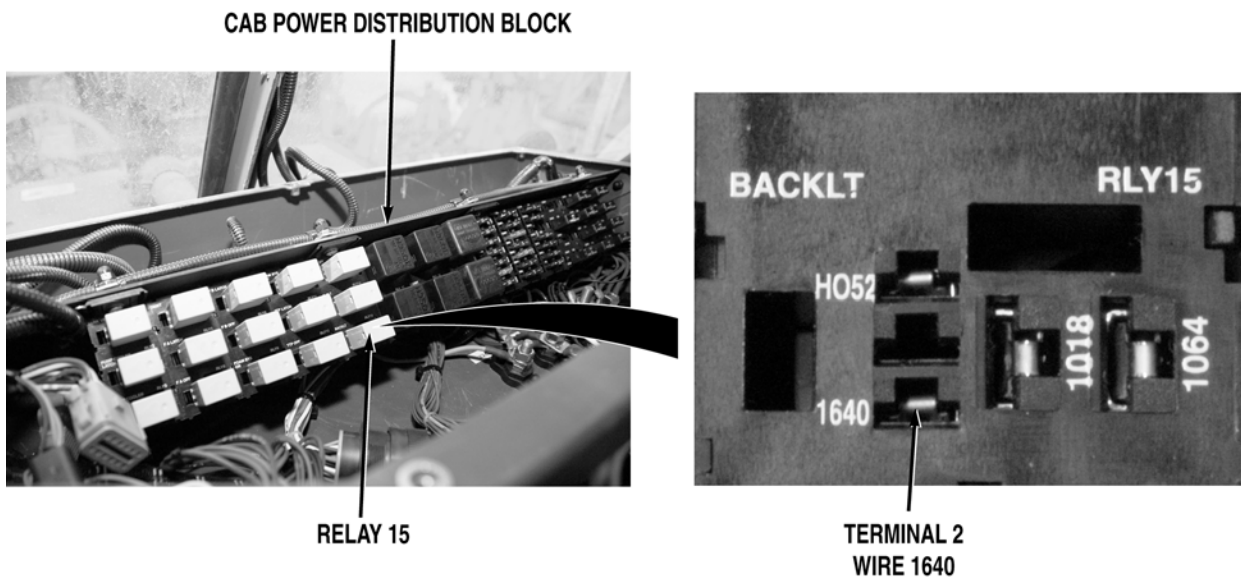 CAB POWER DISTRIBUTION BLOCK
RELAY 15
BACKLT
RLY15
HO52
1640
1018
1064
TERMINAL 2
WIRE 1640